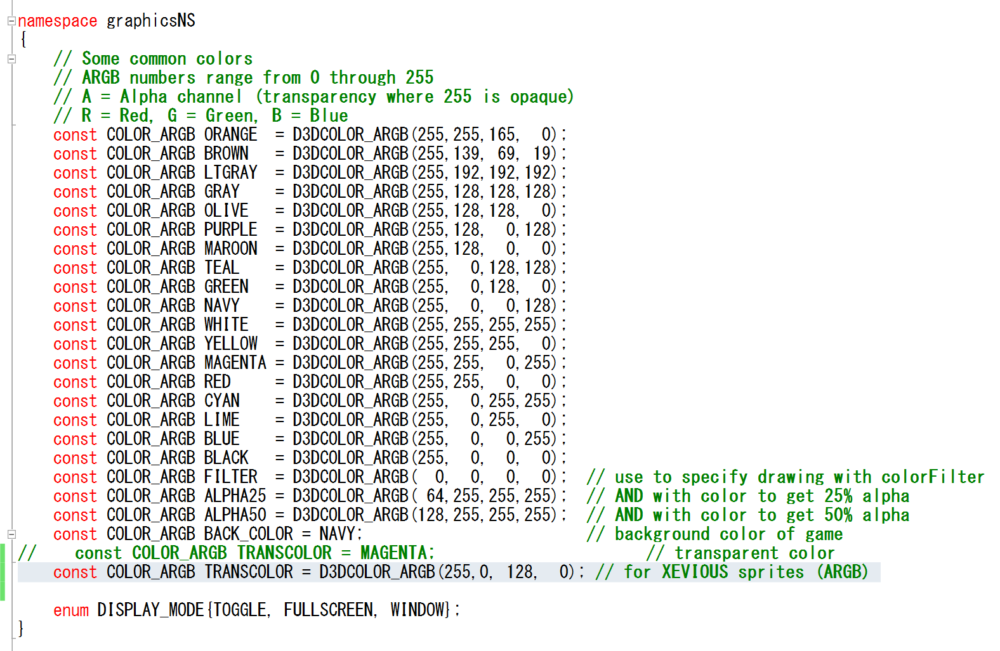 namespace graphicsNS
{
    // Some common colors
    // ARGB numbers range from 0 through 255
    // A = Alpha channel (transparency where 255 is opaque)
    // R = Red, G = Green, B = Blue
    const COLOR_ARGB ORANGE  = D3DCOLOR_ARGB(255,255,165,  0);
    const COLOR_ARGB BROWN   = D3DCOLOR_ARGB(255,139, 69, 19);
    const COLOR_ARGB LTGRAY  = D3DCOLOR_ARGB(255,192,192,192);
    const COLOR_ARGB GRAY    = D3DCOLOR_ARGB(255,128,128,128);
    const COLOR_ARGB OLIVE   = D3DCOLOR_ARGB(255,128,128,  0);
    const COLOR_ARGB PURPLE  = D3DCOLOR_ARGB(255,128,  0,128);
    const COLOR_ARGB MAROON  = D3DCOLOR_ARGB(255,128,  0,  0);
    const COLOR_ARGB TEAL    = D3DCOLOR_ARGB(255,  0,128,128);
    const COLOR_ARGB GREEN   = D3DCOLOR_ARGB(255,  0,128,  0);
    const COLOR_ARGB NAVY    = D3DCOLOR_ARGB(255,  0,  0,128);
    const COLOR_ARGB WHITE   = D3DCOLOR_ARGB(255,255,255,255);
    const COLOR_ARGB YELLOW  = D3DCOLOR_ARGB(255,255,255,  0);
    const COLOR_ARGB MAGENTA = D3DCOLOR_ARGB(255,255,  0,255);
    const COLOR_ARGB RED     = D3DCOLOR_ARGB(255,255,  0,  0);
    const COLOR_ARGB CYAN    = D3DCOLOR_ARGB(255,  0,255,255);
    const COLOR_ARGB LIME    = D3DCOLOR_ARGB(255,  0,255,  0);
    const COLOR_ARGB BLUE    = D3DCOLOR_ARGB(255,  0,  0,255);
    const COLOR_ARGB BLACK   = D3DCOLOR_ARGB(255,  0,  0,  0);
    const COLOR_ARGB FILTER  = D3DCOLOR_ARGB(  0,  0,  0,  0);  // use to specify drawing with colorFilter
    const COLOR_ARGB ALPHA25 = D3DCOLOR_ARGB( 64,255,255,255);  // AND with color to get 25% alpha
    const COLOR_ARGB ALPHA50 = D3DCOLOR_ARGB(128,255,255,255);  // AND with color to get 50% alpha
    const COLOR_ARGB BACK_COLOR = NAVY;                         // background color of game
//    const COLOR_ARGB TRANSCOLOR = MAGENTA;                      // transparent color
    const COLOR_ARGB TRANSCOLOR = D3DCOLOR_ARGB(255,0, 128,  0); // for XEVIOUS sprites (ARGB)
    enum DISPLAY_MODE{TOGGLE, FULLSCREEN, WINDOW};
}